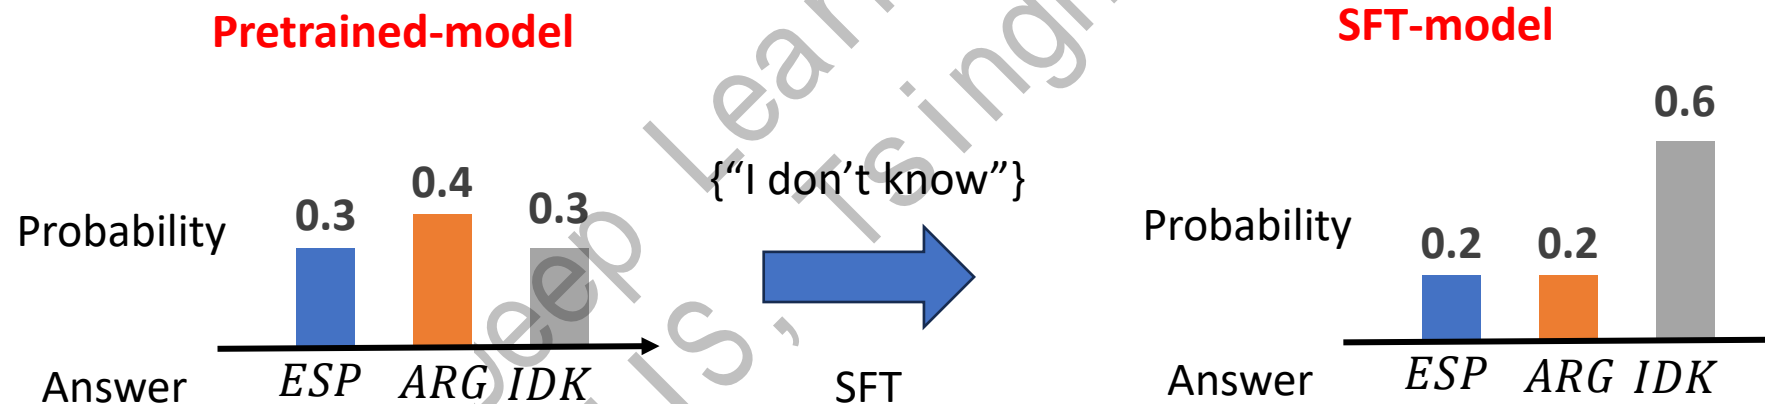 Pretrained-model
SFT-model
0.6
{"I don't know"}
0.3
0.4
0.3
Probability
Probability
0.2
0.2
Answer
ESP
ARG
IDK
SFT
Answer
ESP
ARG
IDK